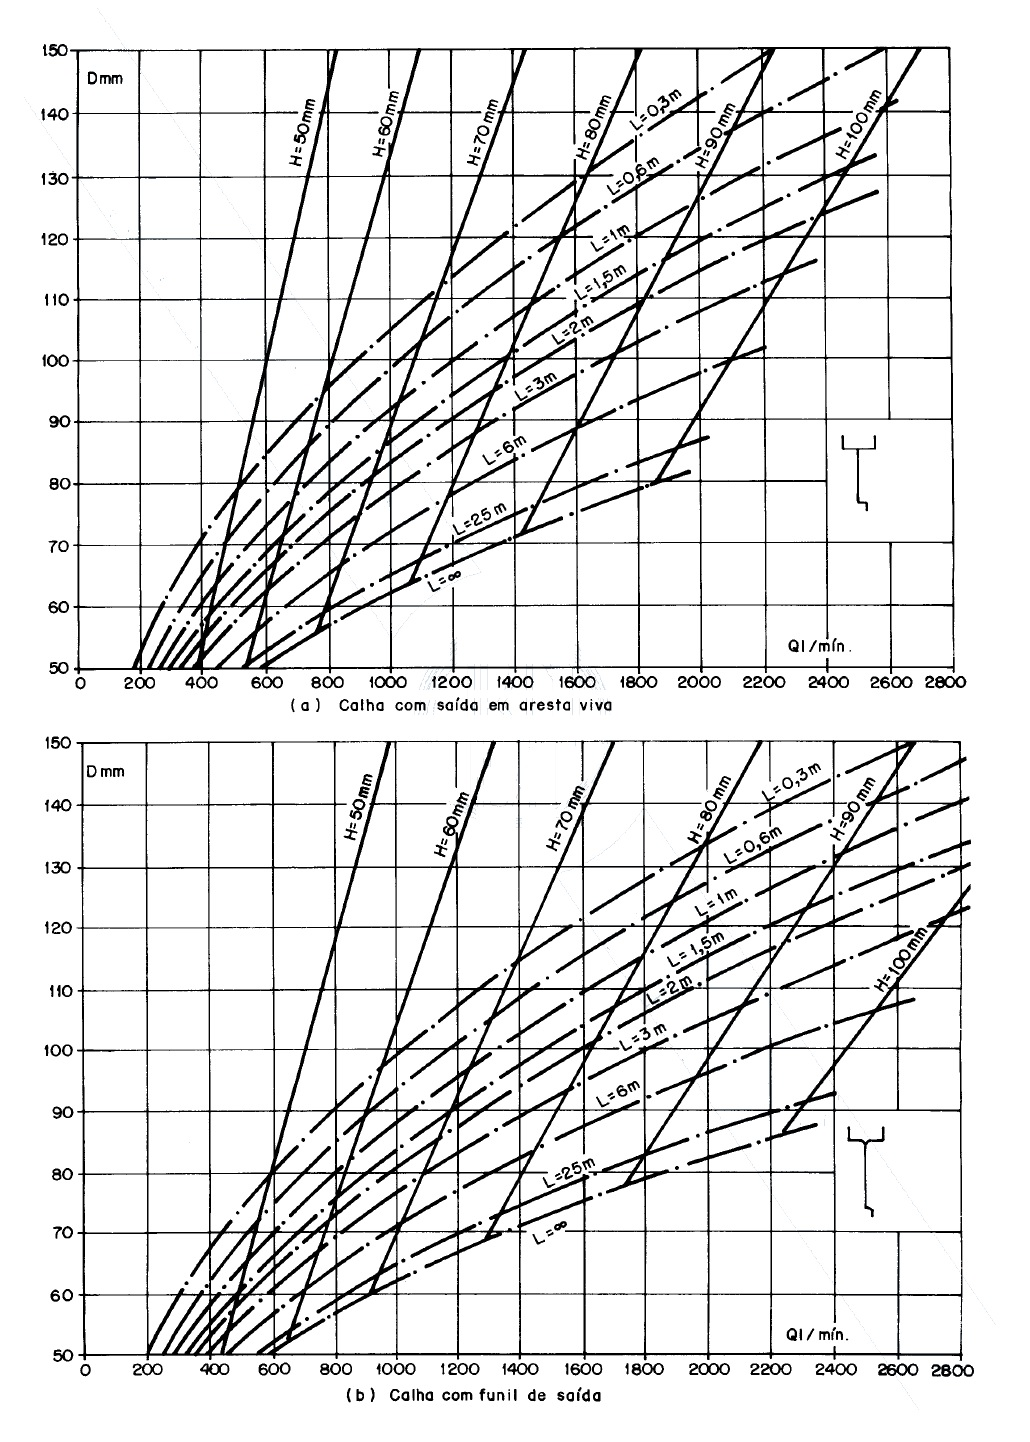 150
Dmm
140
130
120
110
100
90
80
70
60
50
H=50mm
H=60mm
H=70mm
H=80mm
H=90mm
H=100mm
L=0,3m
L=0,6m
L=1m
L=1,5m
L=2m
L=3m
L=6m
L=25m
L=∞
Ql/mín.
0 200 400 600 800 1000 1200 1400 1600 1800 2000 2200 2400 2600 2800
(a) Calha com saída em aresta viva
150
Dmm
140
130
120
110
100
90
80
70
60
50
H=50mm
H=60mm
H=70mm
H=80mm
H=90mm
H=100mm
L=0,3m
L=0,6m
L=1m
L=1,5m
L=2m
L=3m
L=6m
L=25m
L=∞
Ql/mín.
0 200 400 600 800 1000 1200 1400 1600 1800 2000 2200 2400 2600 2800
(b) Calha com funil de saída